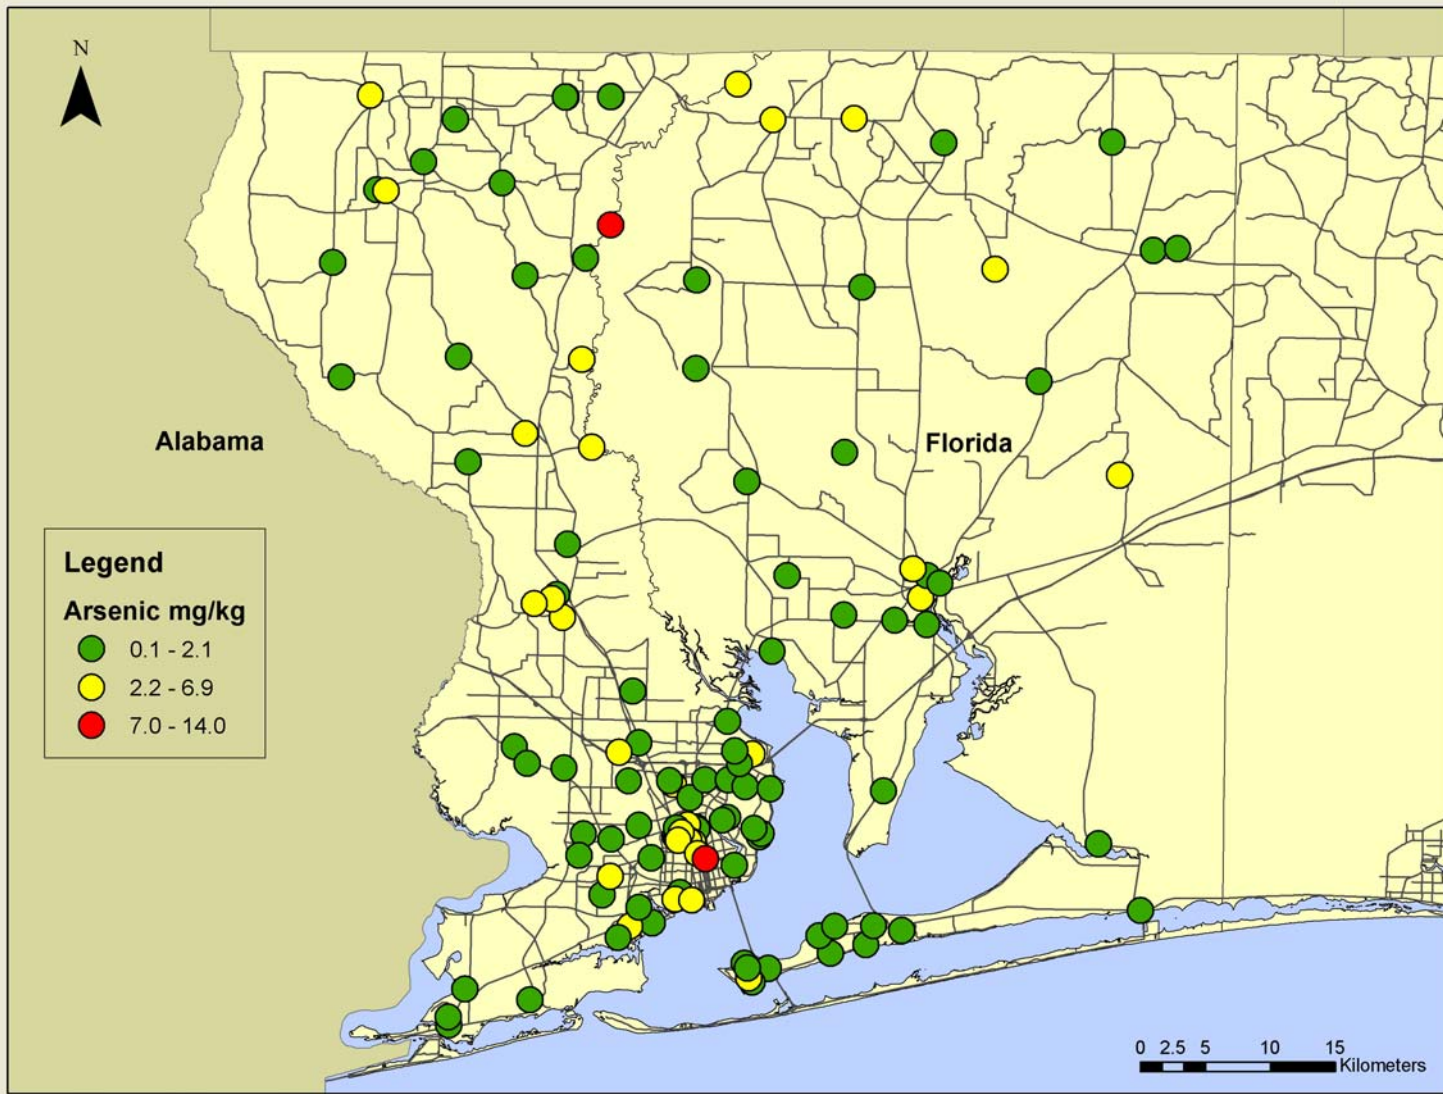 N
Alabama
Florida
Legend
Arsenic mg/kg
0.1 - 2.1
2.2 - 6.9
7.0 - 14.0
0 2.5 5 10 15
Kilometers